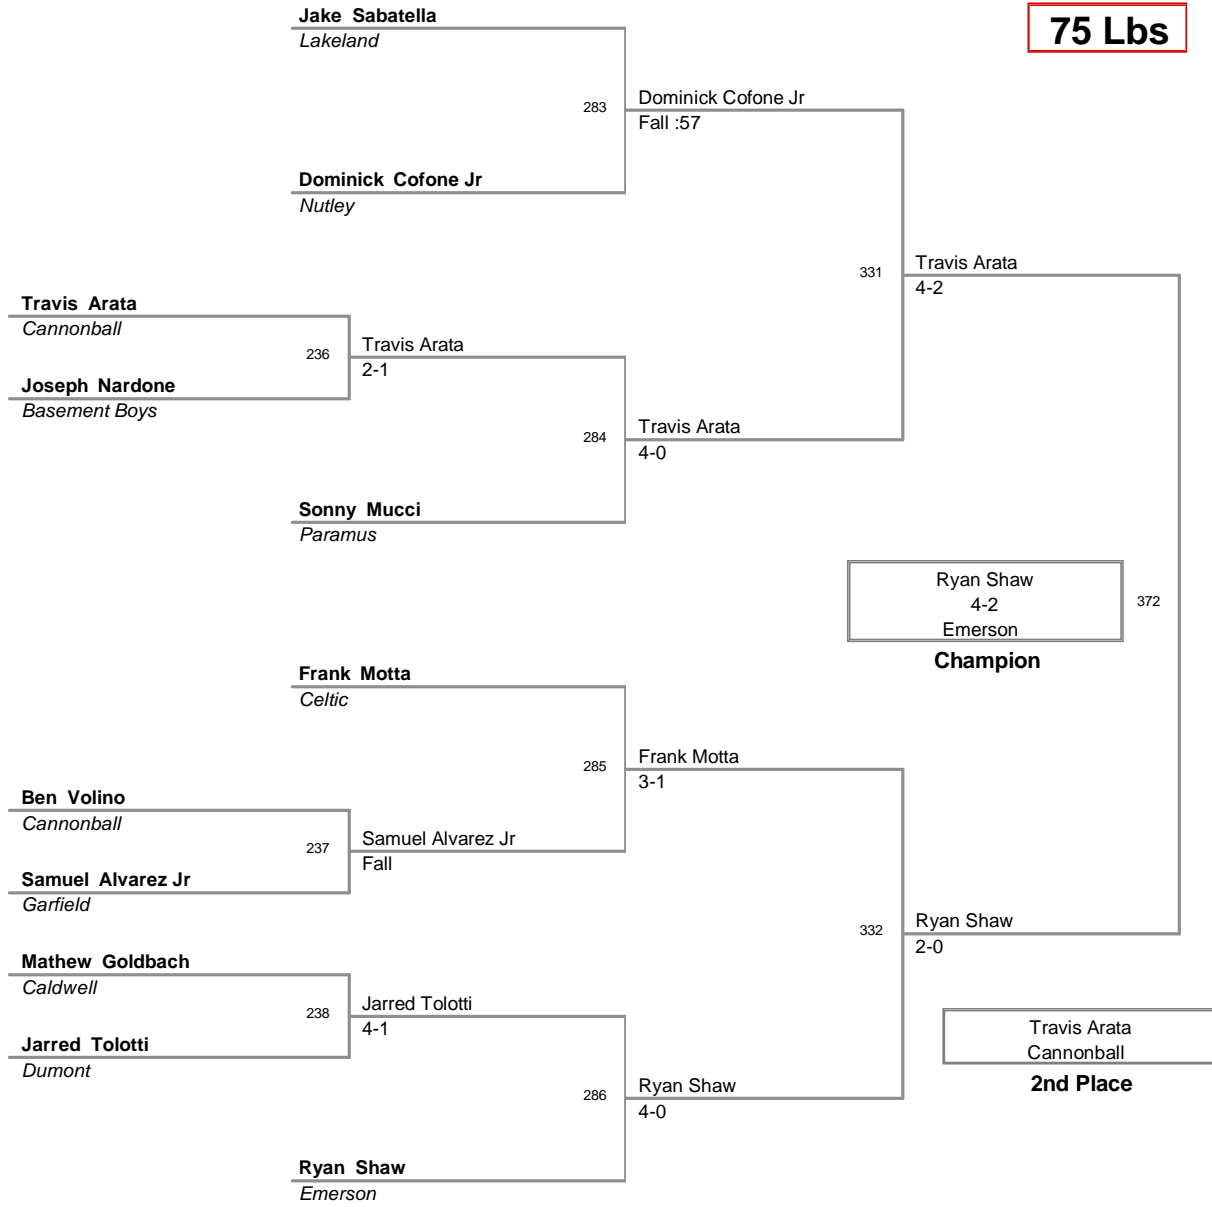 Jake Sabatella
Lakeland
75 Lbs
283
Dominick Cofone Jr
Fall :57
Dominick Cofone Jr
Nutley
331
Travis Arata
4-2
Travis Arata
Cannonball
236
Travis Arata
2-1
Joseph Nardone
Basement Boys
284
Travis Arata
4-0
Sonny Mucci
Paramus
Ryan Shaw
4-2
Emerson
372
Champion
Frank Motta
Celtic
285
Frank Motta
3-1
Ben Volino
Cannonball
237
Samuel Alvarez Jr
Fall
Samuel Alvarez Jr
Garfield
332
Ryan Shaw
2-0
Mathew Goldbach
Caldwell
238
Jarred Tolotti
4-1
Jarred Tolotti
Dumont
Travis Arata
Cannonball
2nd Place
286
Ryan Shaw
4-0
Ryan Shaw
Emerson